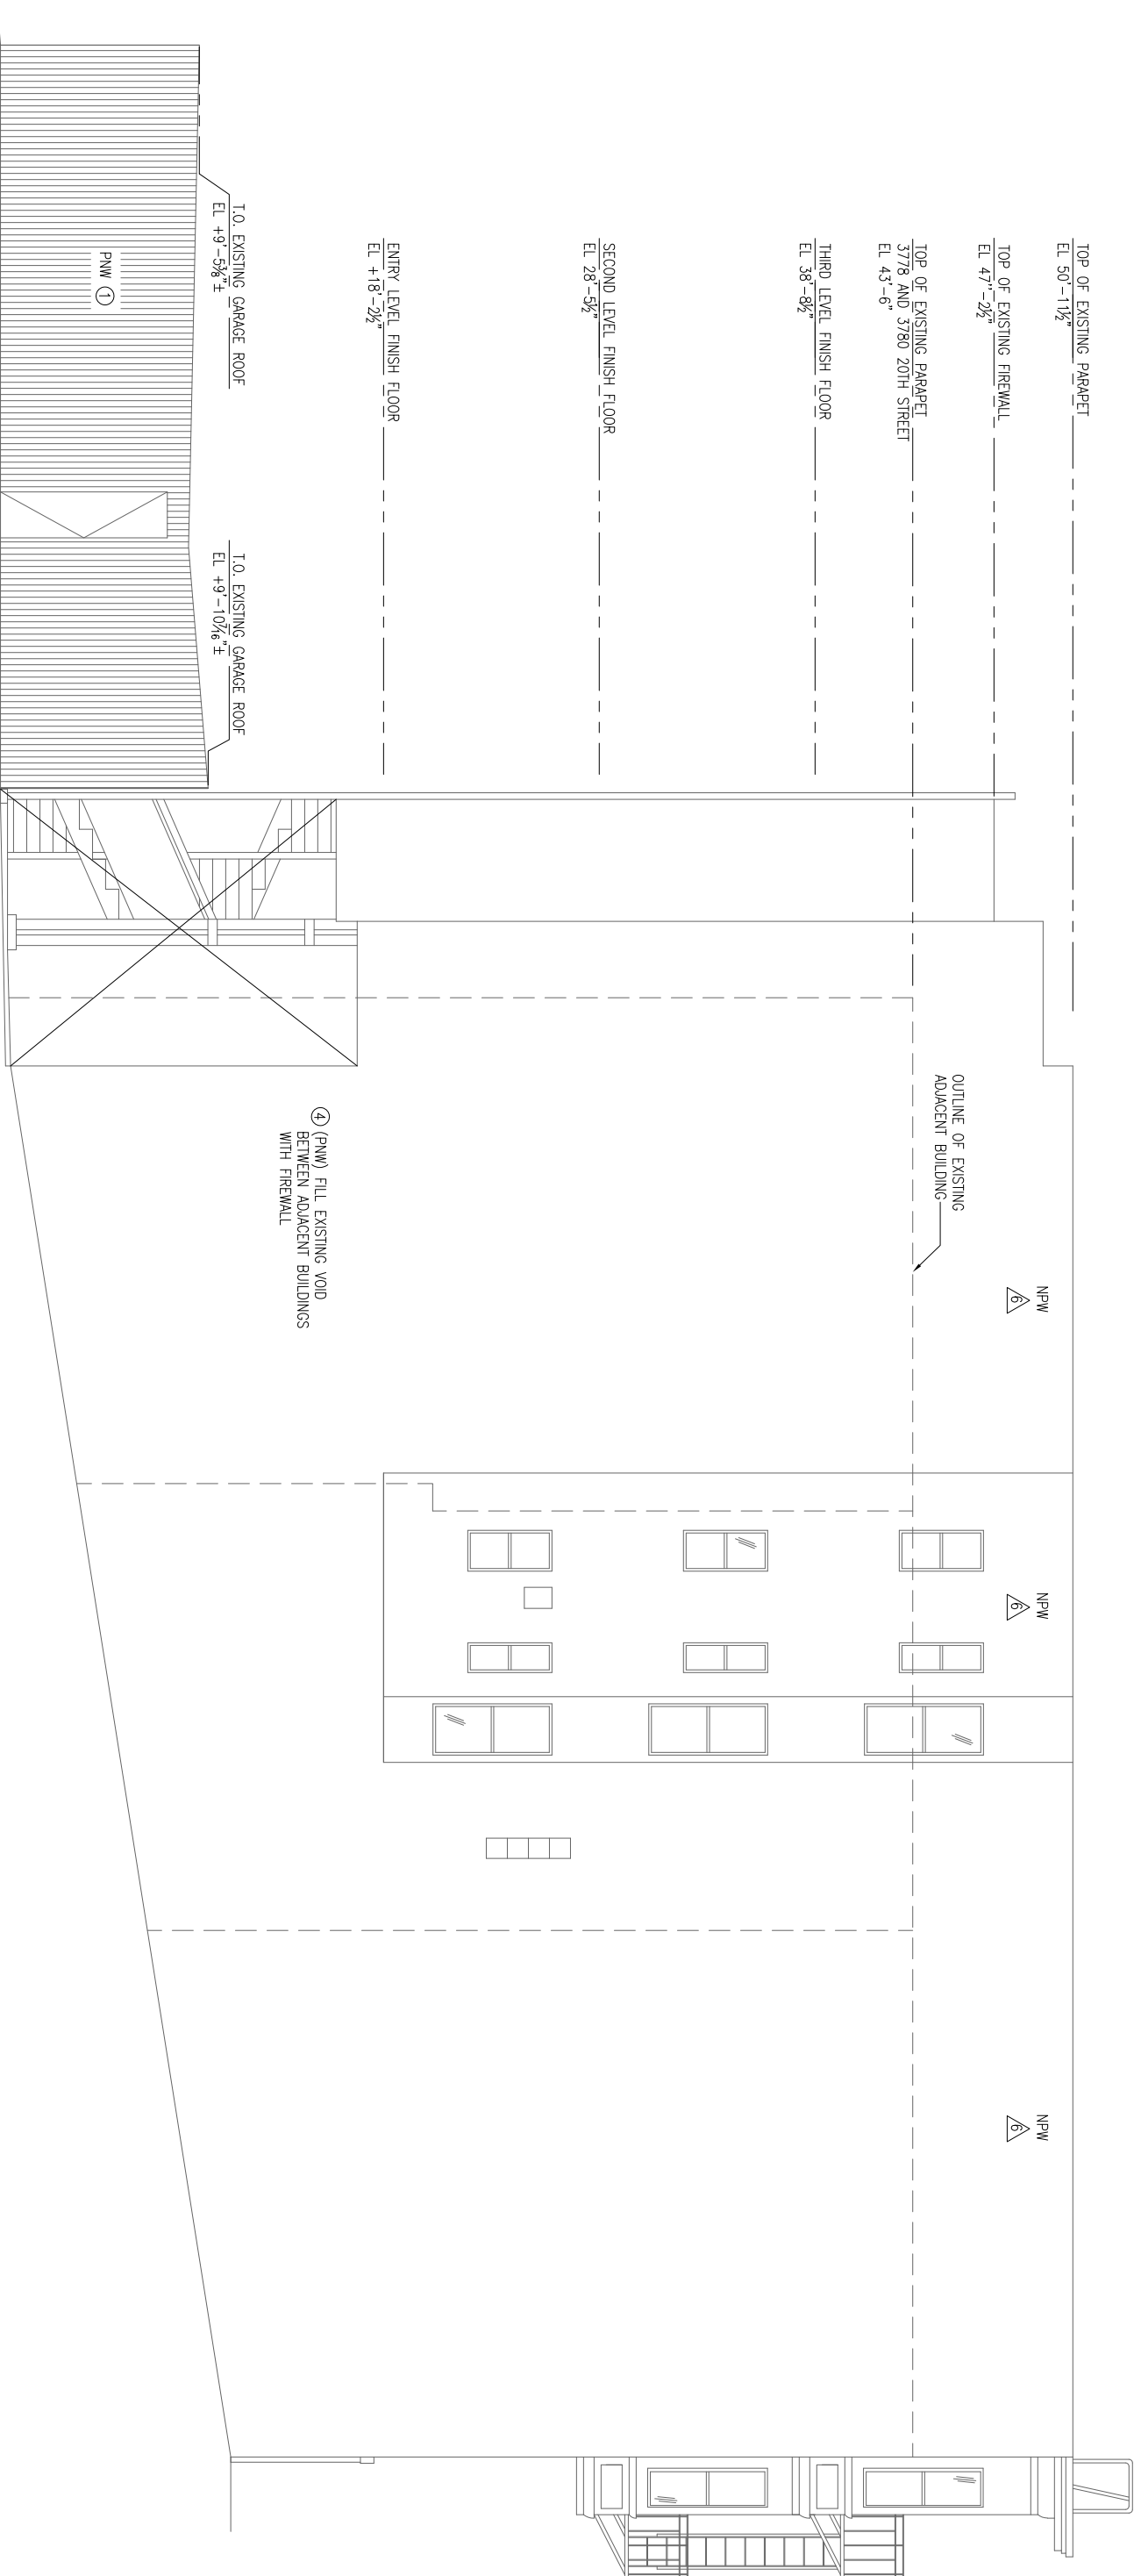 TOP OF EXISTING PARAPET
EL 50'-11½"
TOP OF EXISTING FIREWALL
EL 47"-2½"
TOP OF EXISTING PARAPET
3778 AND 3780 20TH STREET
EL 43'-6"
THIRD LEVEL FINISH FLOOR
EL 38'-8½"
SECOND LEVEL FINISH FLOOR
EL 28'-5½"
ENTRY LEVEL FINISH FLOOR
EL +18'-2½"
T.O. EXISTING GARAGE ROOF
EL +9'-5⅜"±
T.O. EXISTING GARAGE ROOF
EL +9'-10⁷⁄₁₆"±
PNW 1
OUTLINE OF EXISTING
ADJACENT BUILDING
4 (PNW) FILL EXISTING VOID
BETWEEN ADJACENT BUILDINGS
WITH FIREWALL
NPW
6
NPW
6
NPW
6